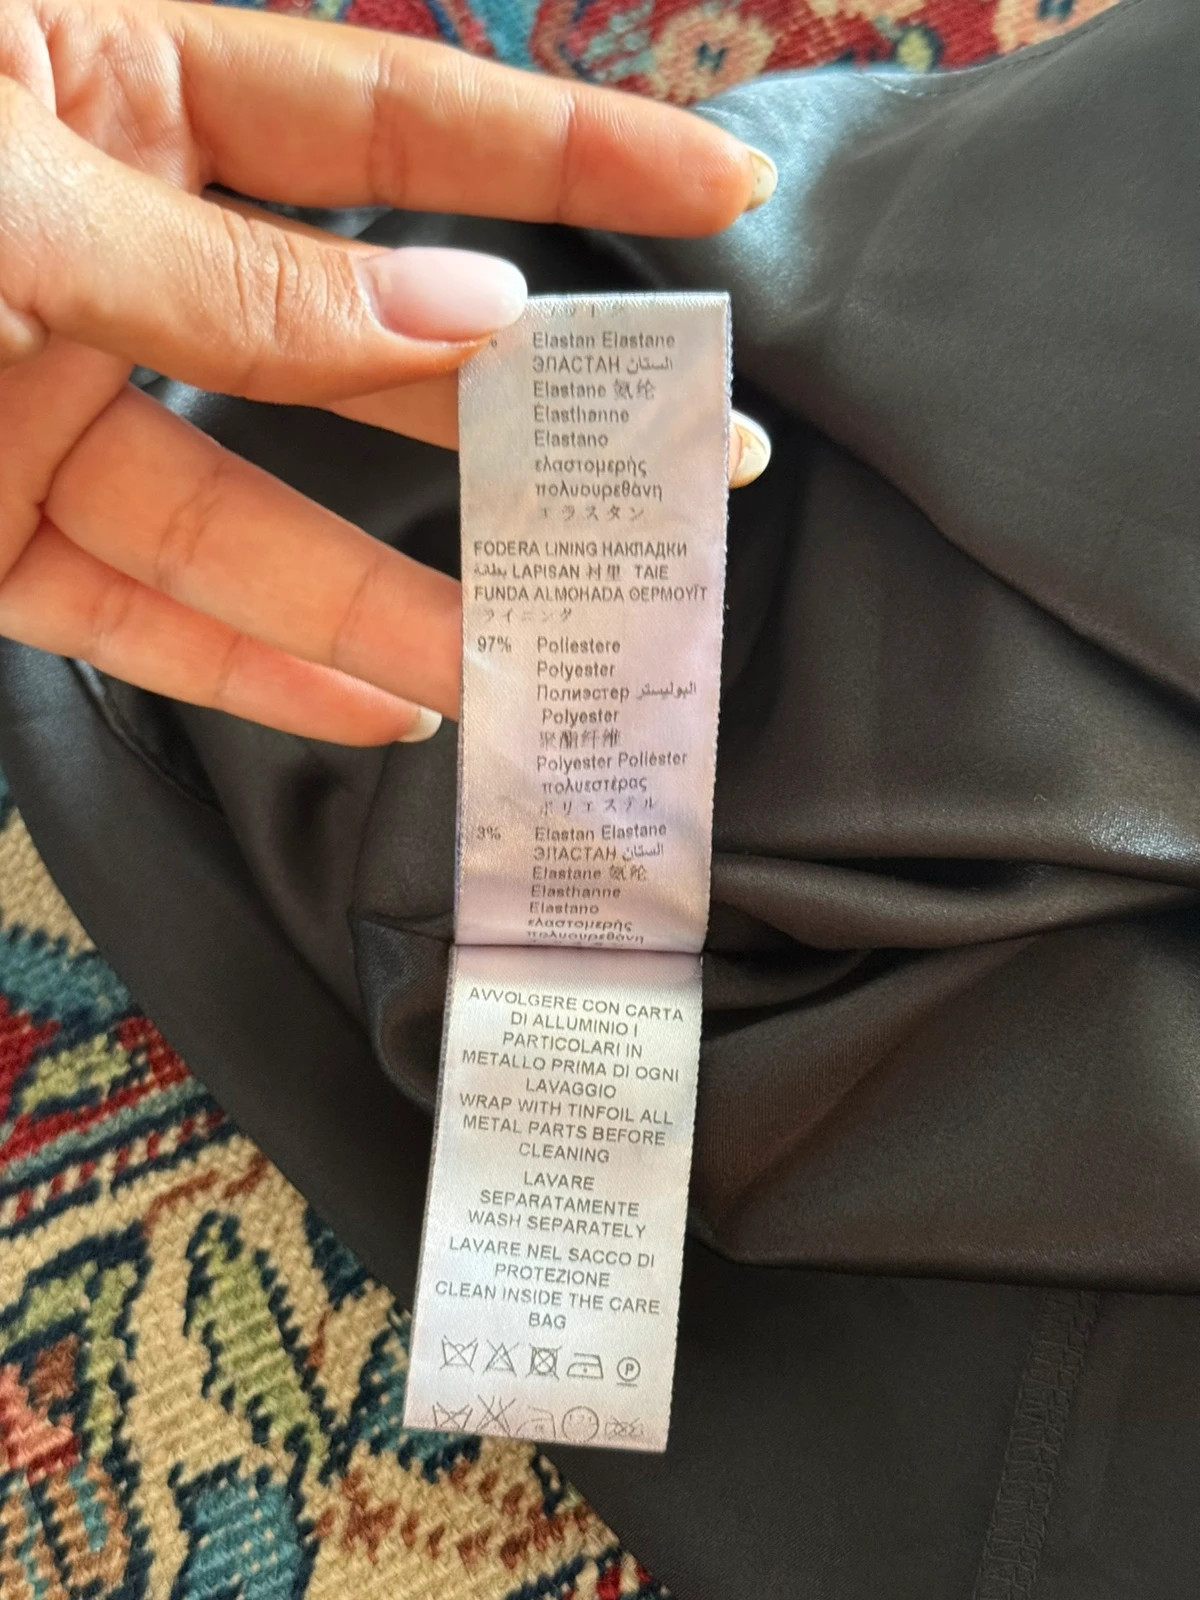 %
Elastan Elastane
ЭЛАСТАН الستان
Elastane 氨纶
Élasthanne
Elastano
ελαστομερής
πολυουρεθάνη
エラスタン
FODERA LINING НАКПАДКИ
بطانة LAPISAN 衬里 TAIE
FUNDA ALMOHADA ΘΕΡΜΟΥΪΤ
ライニング
97% Poliestere
Polyester
Полиэстер البوليستر
Polyester
聚酯纤维
Polyester Poliéster
πολυεστέρας
ポリエステル
3% Elastan Elastane
ЭЛАСТАН الستان
Elastane 氨纶
Elasthanne
Elastano
ελαστομερής
πολυουρεθάνη
AVVOLGERE CON CARTA
DI ALLUMINIO I
PARTICOLARI IN
METALLO PRIMA DI OGNI
LAVAGGIO
WRAP WITH TINFOIL ALL
METAL PARTS BEFORE
CLEANING
LAVARE
SEPARATAMENTE
WASH SEPARATELY
LAVARE NEL SACCO DI
PROTEZIONE
CLEAN INSIDE THE CARE
BAG
P